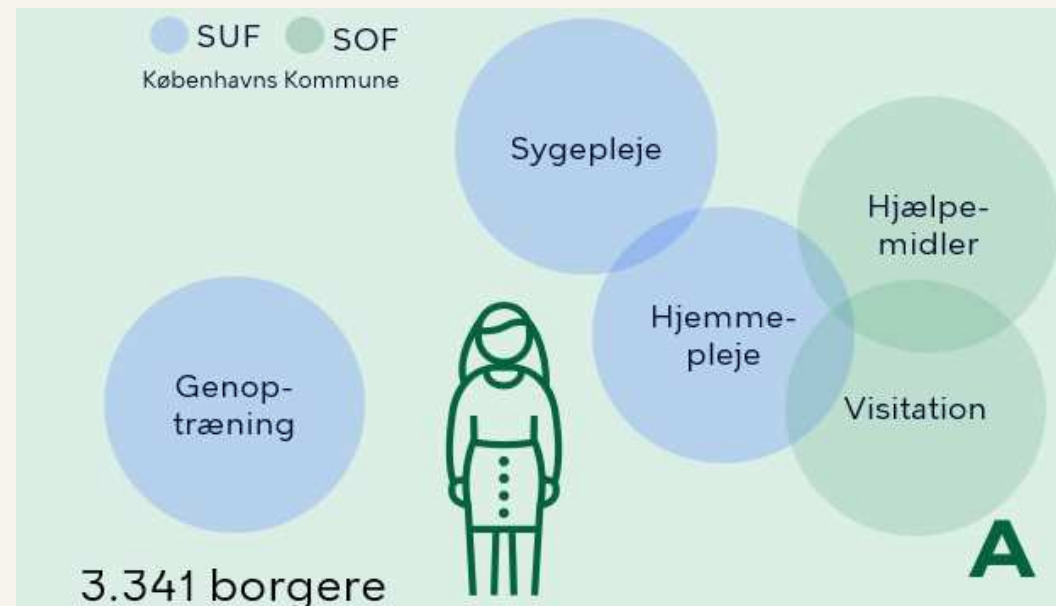 SUF SOF
Københavns Kommune
Sygepleje
Hjælpe-
midler
Hjemme-
pleje
Genop-
træning
Visitation
A
3.341 borgere